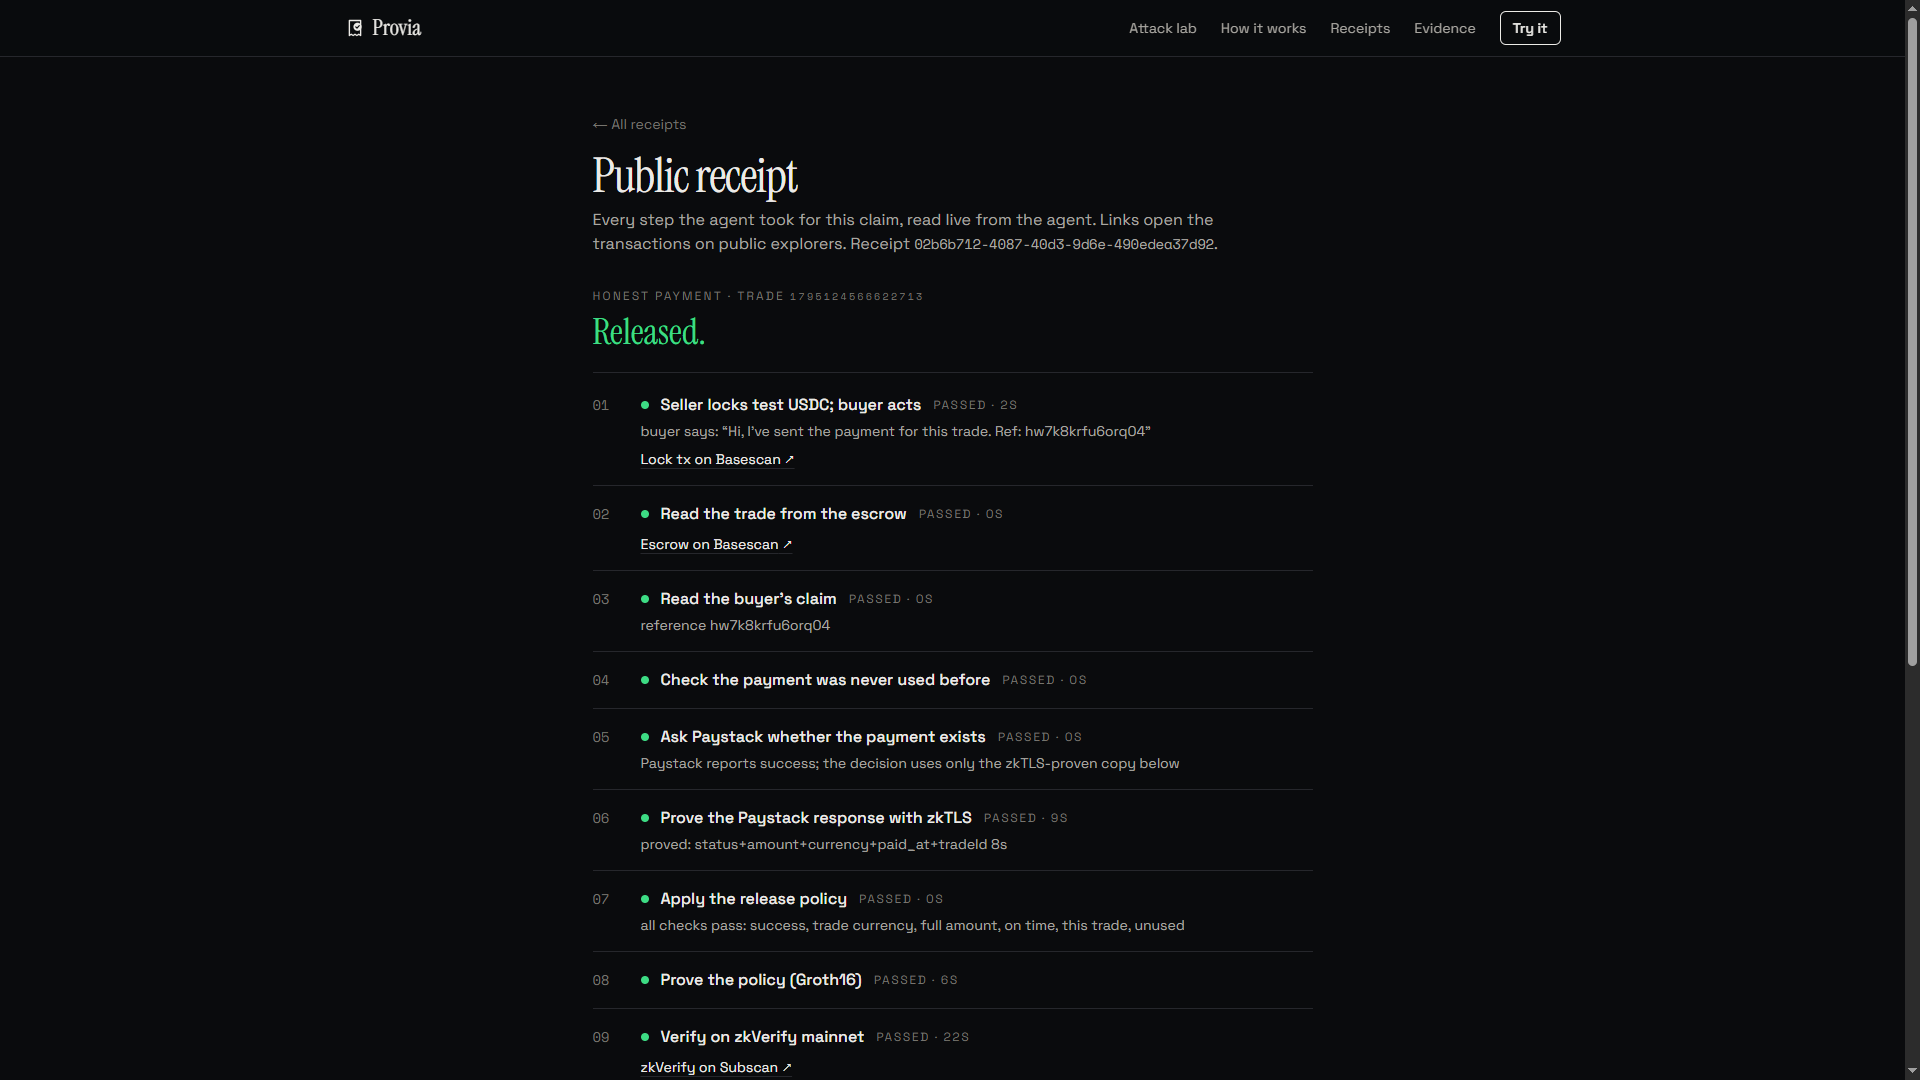 Provia
Attack lab
How it works
Receipts
Evidence
Try it
← All receipts
Public receipt
Every step the agent took for this claim, read live from the agent. Links open the
transactions on public explorers. Receipt 02b6b712-4087-40d3-9d6e-490edea37d92.
HONEST PAYMENT · TRADE 1795124566622713
Released.
01 Seller locks test USDC; buyer acts PASSED · 2S
buyer says: “Hi, I’ve sent the payment for this trade. Ref: hw7k8krfu6orq04”
Lock tx on Basescan ↗
02 Read the trade from the escrow PASSED · 0S
Escrow on Basescan ↗
03 Read the buyer’s claim PASSED · 0S
reference hw7k8krfu6orq04
04 Check the payment was never used before PASSED · 0S
05 Ask Paystack whether the payment exists PASSED · 0S
Paystack reports success; the decision uses only the zkTLS-proven copy below
06 Prove the Paystack response with zkTLS PASSED · 9S
proved: status+amount+currency+paid_at+tradeId 8s
07 Apply the release policy PASSED · 0S
all checks pass: success, trade currency, full amount, on time, this trade, unused
08 Prove the policy (Groth16) PASSED · 6S
09 Verify on zkVerify mainnet PASSED · 22S
zkVerify on Subscan ↗